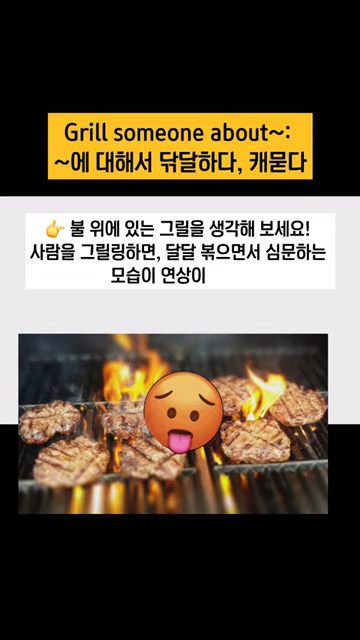 Grill someone about~:
~에 대해서 닦달하다, 캐묻다
👉 불 위에 있는 그릴을 생각해 보세요!
사람을 그릴링하면, 달달 볶으면서 심문하는
모습이 연상이